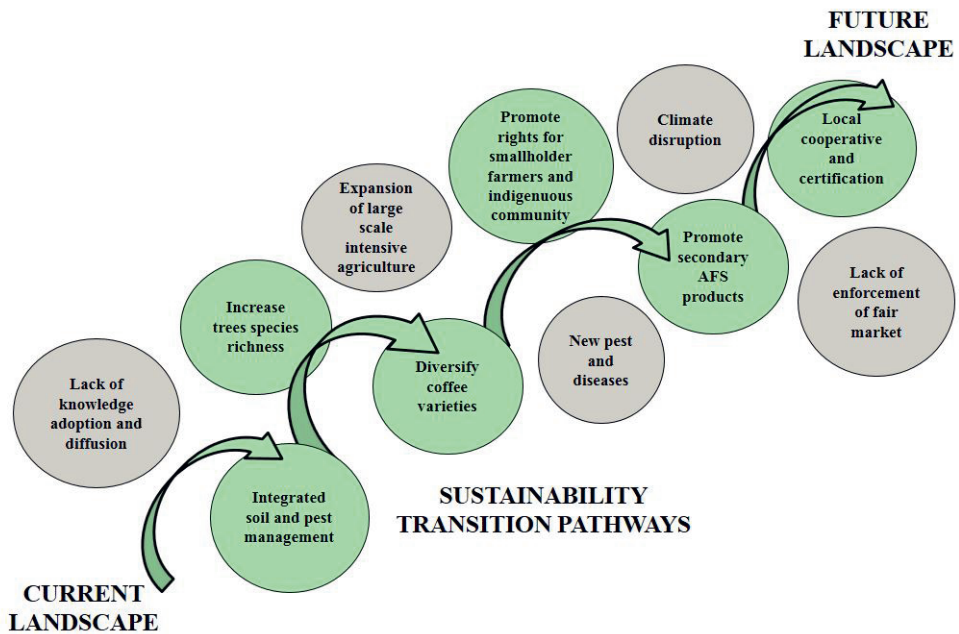 FUTURE
LANDSCAPE
Promote
rights for
smallholder
farmers and
indigenuous
community
Climate
disruption
Local
cooperative
and
certification
Expansion
of large
scale
intensive
agriculture
Promote
secondary
AFS
products
Lack of
enforcement
of fair
market
Increase
trees species
richness
New pest
and
diseases
Diversify
coffee
varieties
Lack of
knowledge
adoption and
diffusion
Integrated
soil and pest
management
SUSTAINABILITY
TRANSITION PATHWAYS
CURRENT
LANDSCAPE